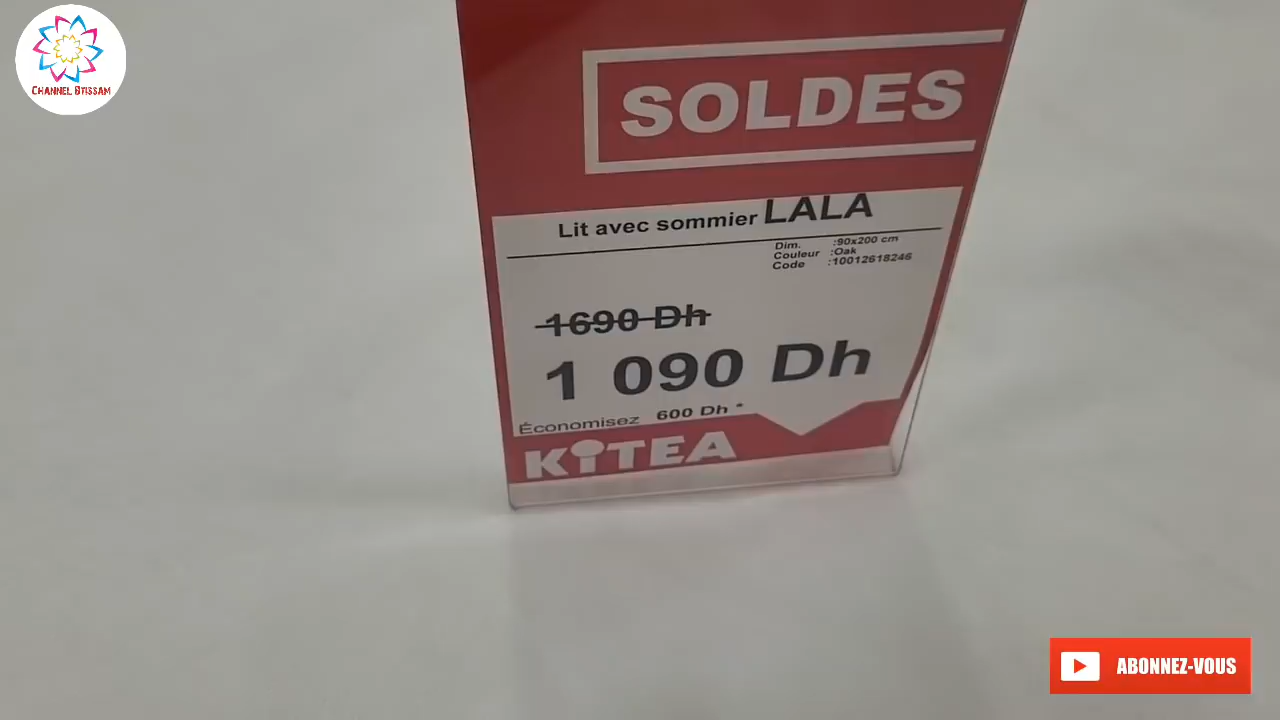 CHANNEL BTISSAM
SOLDES
Lit avec sommier LALA
Dim. :90x200 cm
Couleur :Oak
Code :10012618246
1690 Dh
1 090 Dh
Économisez 600 Dh *
KITEA
ABONNEZ-VOUS